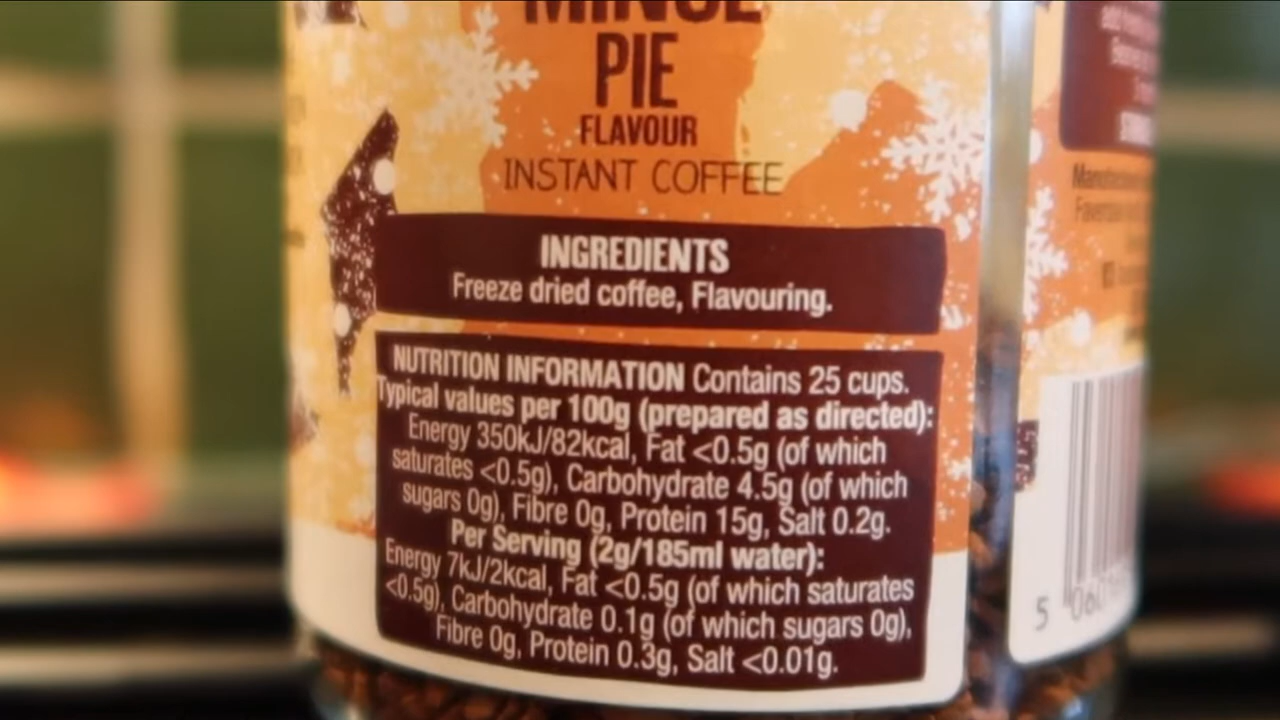 MINCE
PIE
FLAVOUR
INSTANT COFFEE
INGREDIENTS
Freeze dried coffee, Flavouring.
NUTRITION INFORMATION Contains 25 cups.
Typical values per 100g (prepared as directed):
Energy 350kJ/82kcal, Fat <0.5g (of which
saturates <0.5g), Carbohydrate 4.5g (of which
sugars 0g), Fibre 0g, Protein 15g, Salt 0.2g.
Per Serving (2g/185ml water):
Energy 7kJ/2kcal, Fat <0.5g (of which saturates
<0.5g), Carbohydrate 0.1g (of which sugars 0g),
Fibre 0g, Protein 0.3g, Salt <0.01g.
5